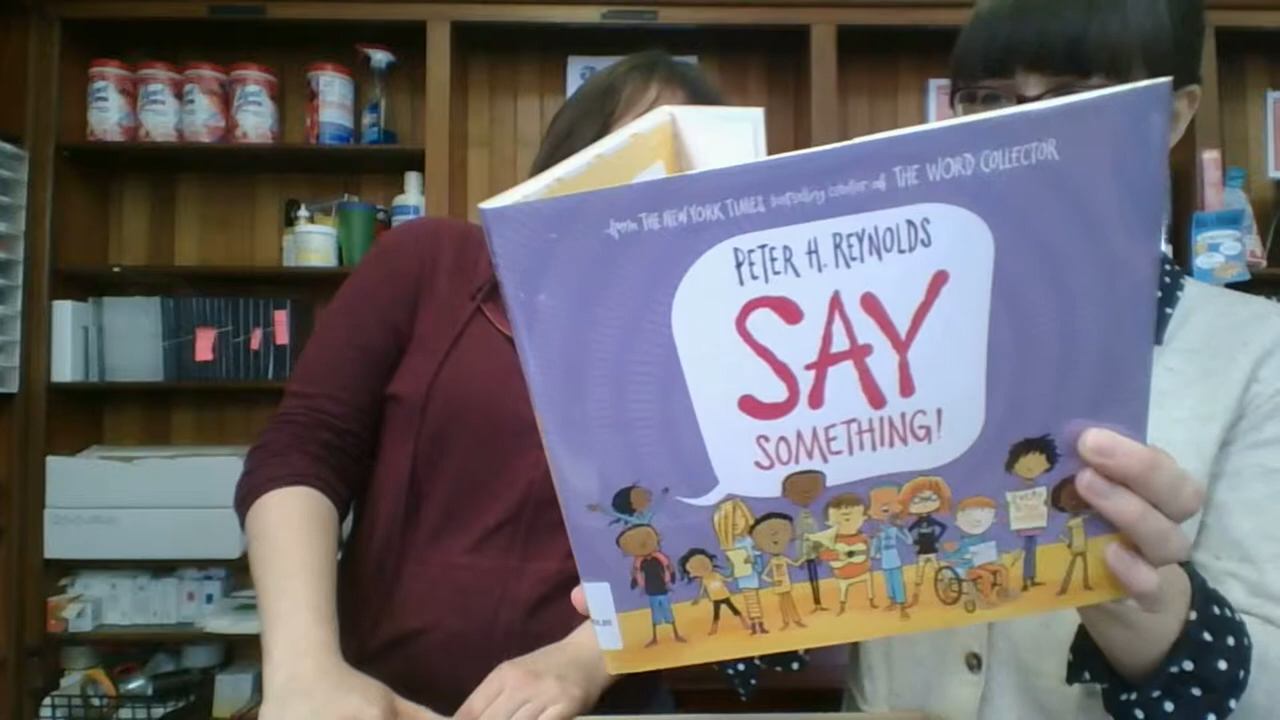 from THE NEW YORK TIMES bestselling creator of THE WORD COLLECTOR
PETER H. REYNOLDS
SAY
SOMETHING!